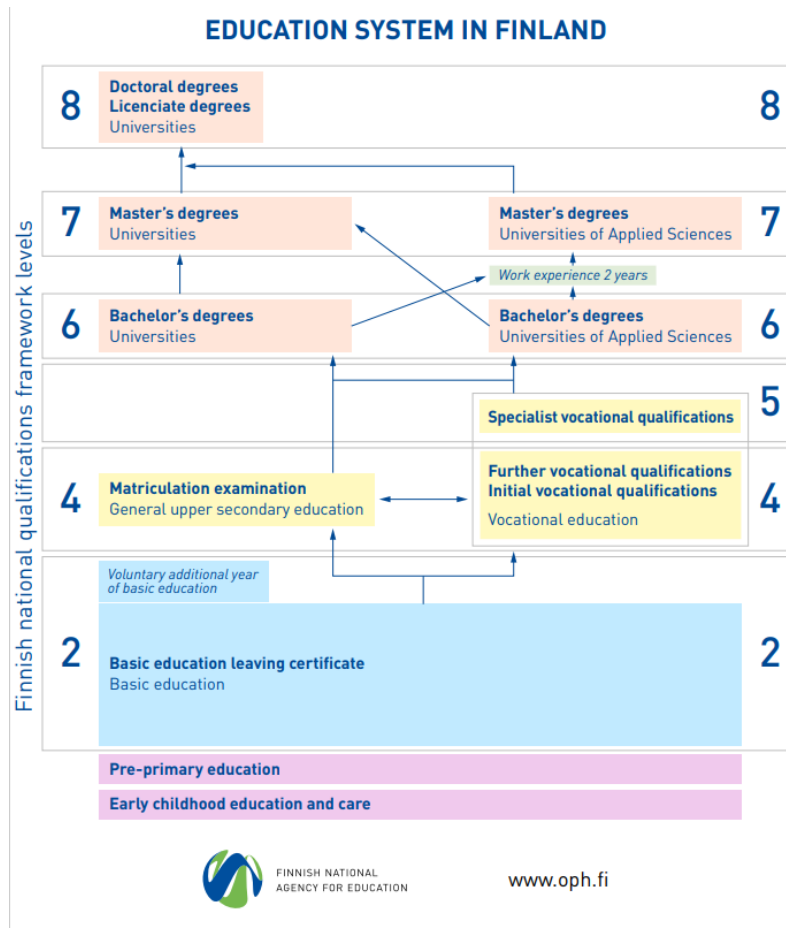 EDUCATION SYSTEM IN FINLAND
Finnish national qualifications framework levels
8
Doctoral degrees
Licenciate degrees
Universities
8
7
Master's degrees
Universities
Master's degrees
Universities of Applied Sciences
7
Work experience 2 years
6
Bachelor's degrees
Universities
Bachelor's degrees
Universities of Applied Sciences
6
Specialist vocational qualifications
5
4
Matriculation examination
General upper secondary education
Further vocational qualifications
Initial vocational qualifications
Vocational education
4
Voluntary additional year
of basic education
2
Basic education leaving certificate
Basic education
2
Pre-primary education
Early childhood education and care
FINNISH NATIONAL
AGENCY FOR EDUCATION
www.oph.fi